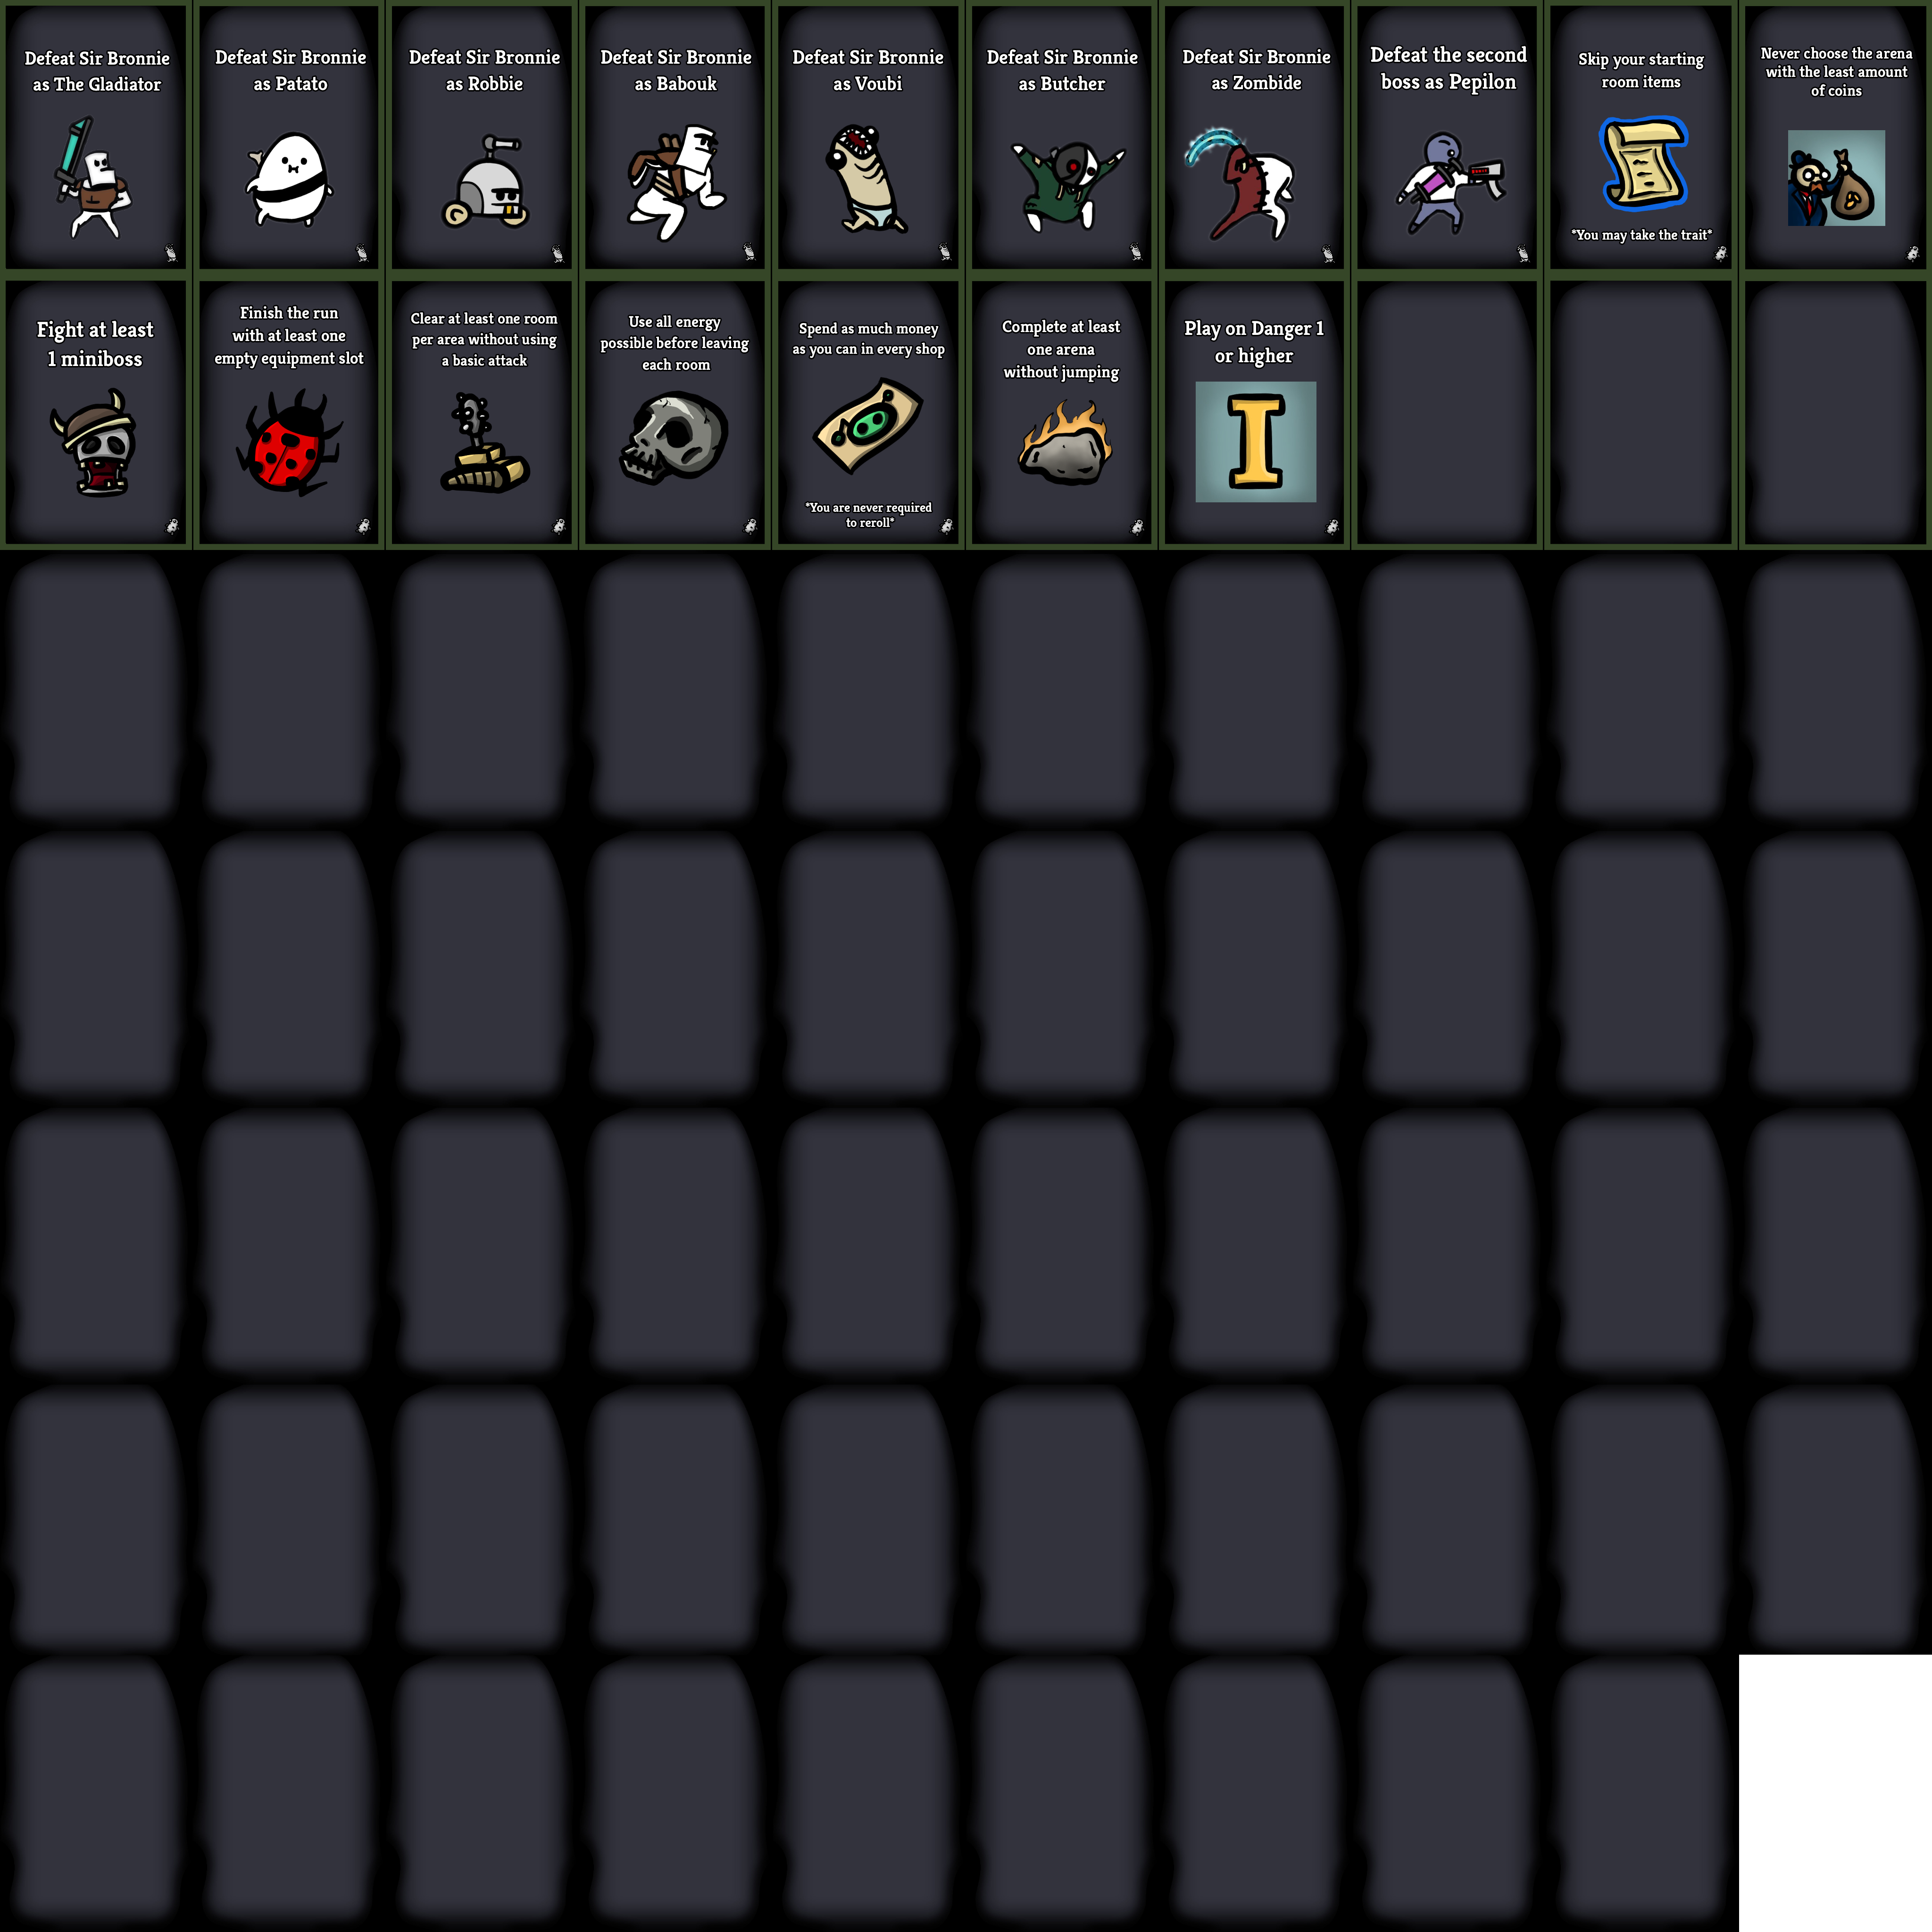 Defeat Sir Bronnie
as The Gladiator
Defeat Sir Bronnie
as Patato
Defeat Sir Bronnie
as Robbie
Defeat Sir Bronnie
as Babouk
Defeat Sir Bronnie
as Voubi
Defeat Sir Bronnie
as Butcher
Defeat Sir Bronnie
as Zombide
Defeat the second
boss as Pepilon
Skip your starting
room items
*You may take the trait*
Never choose the arena
with the least amount
of coins
Fight at least
1 miniboss
Finish the run
with at least one
empty equipment slot
Clear at least one room
per area without using
a basic attack
Use all energy
possible before leaving
each room
Spend as much money
as you can in every shop
*You are never required
to reroll*
Complete at least
one arena
without jumping
Play on Danger 1
or higher
I